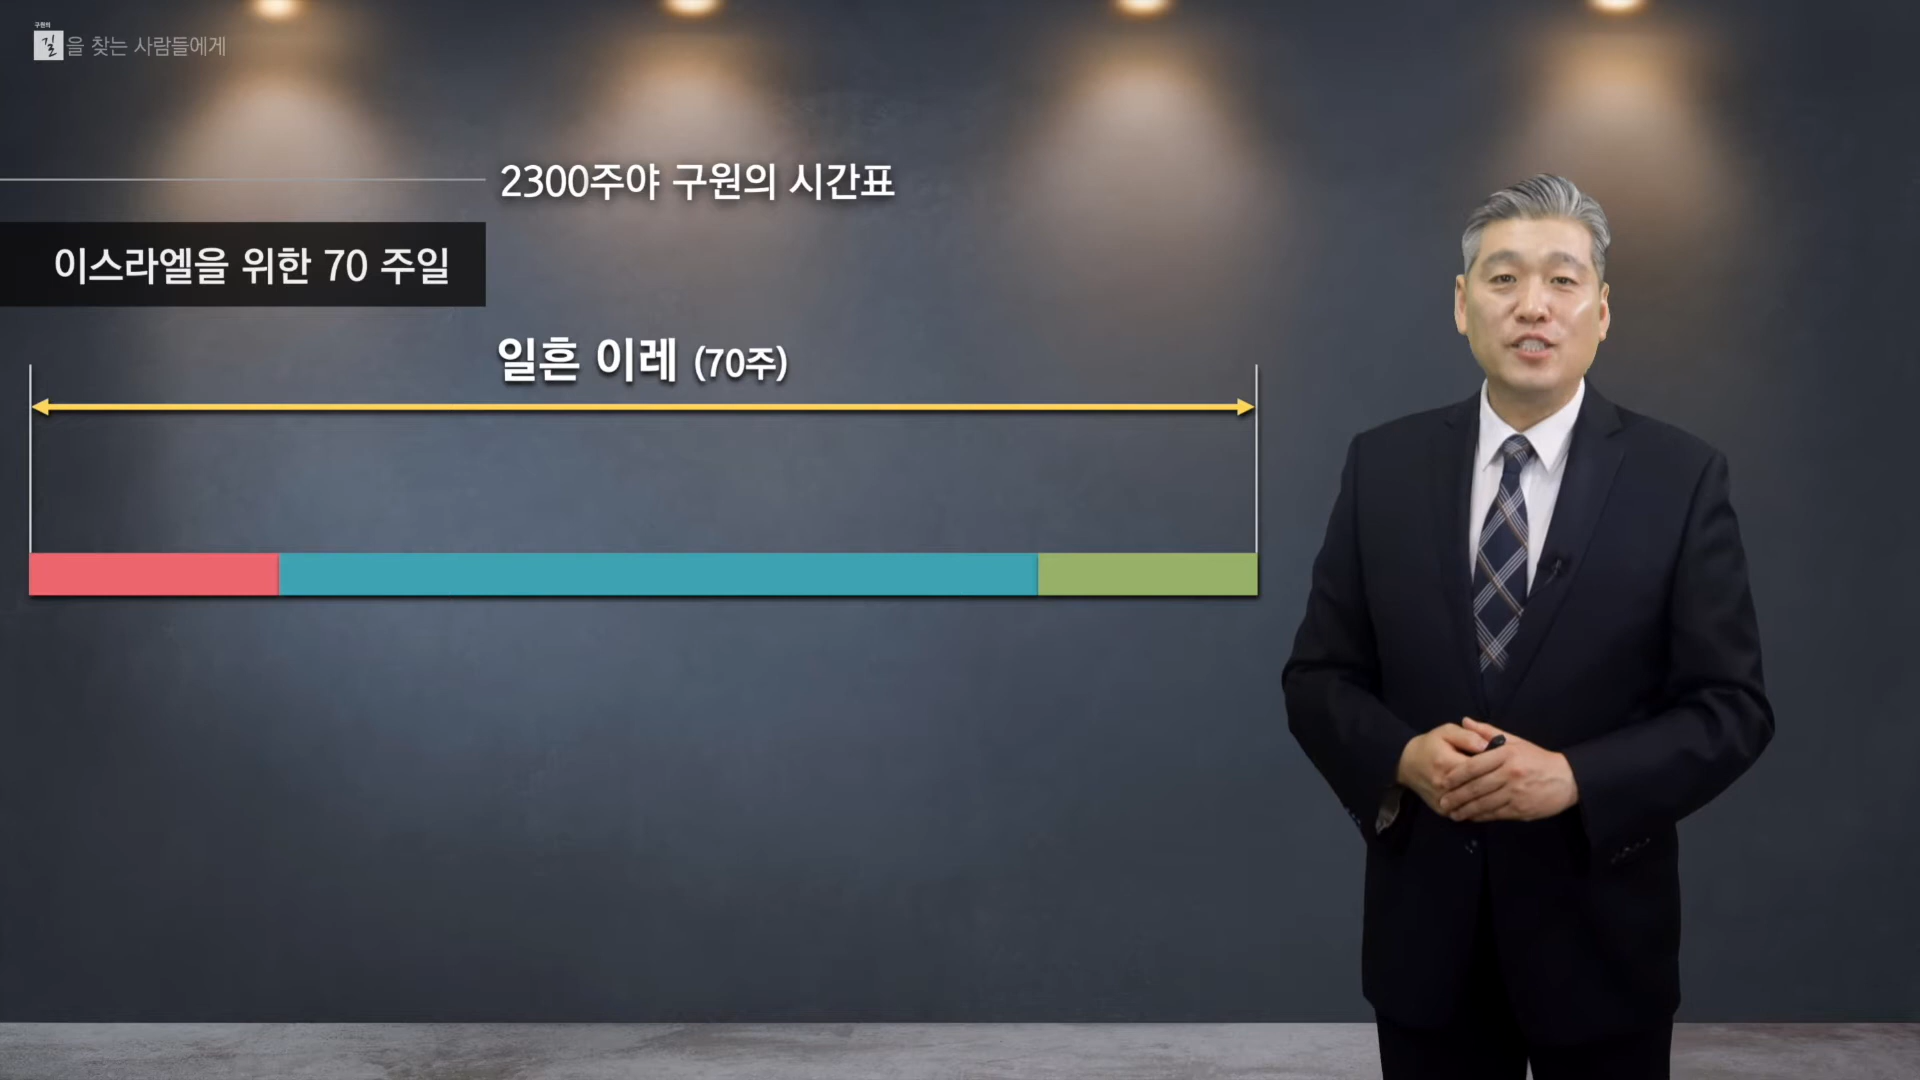 구원의
길을 찾는 사람들에게
2300주야 구원의 시간표
이스라엘을 위한 70 주일
일흔 이레 (70주)